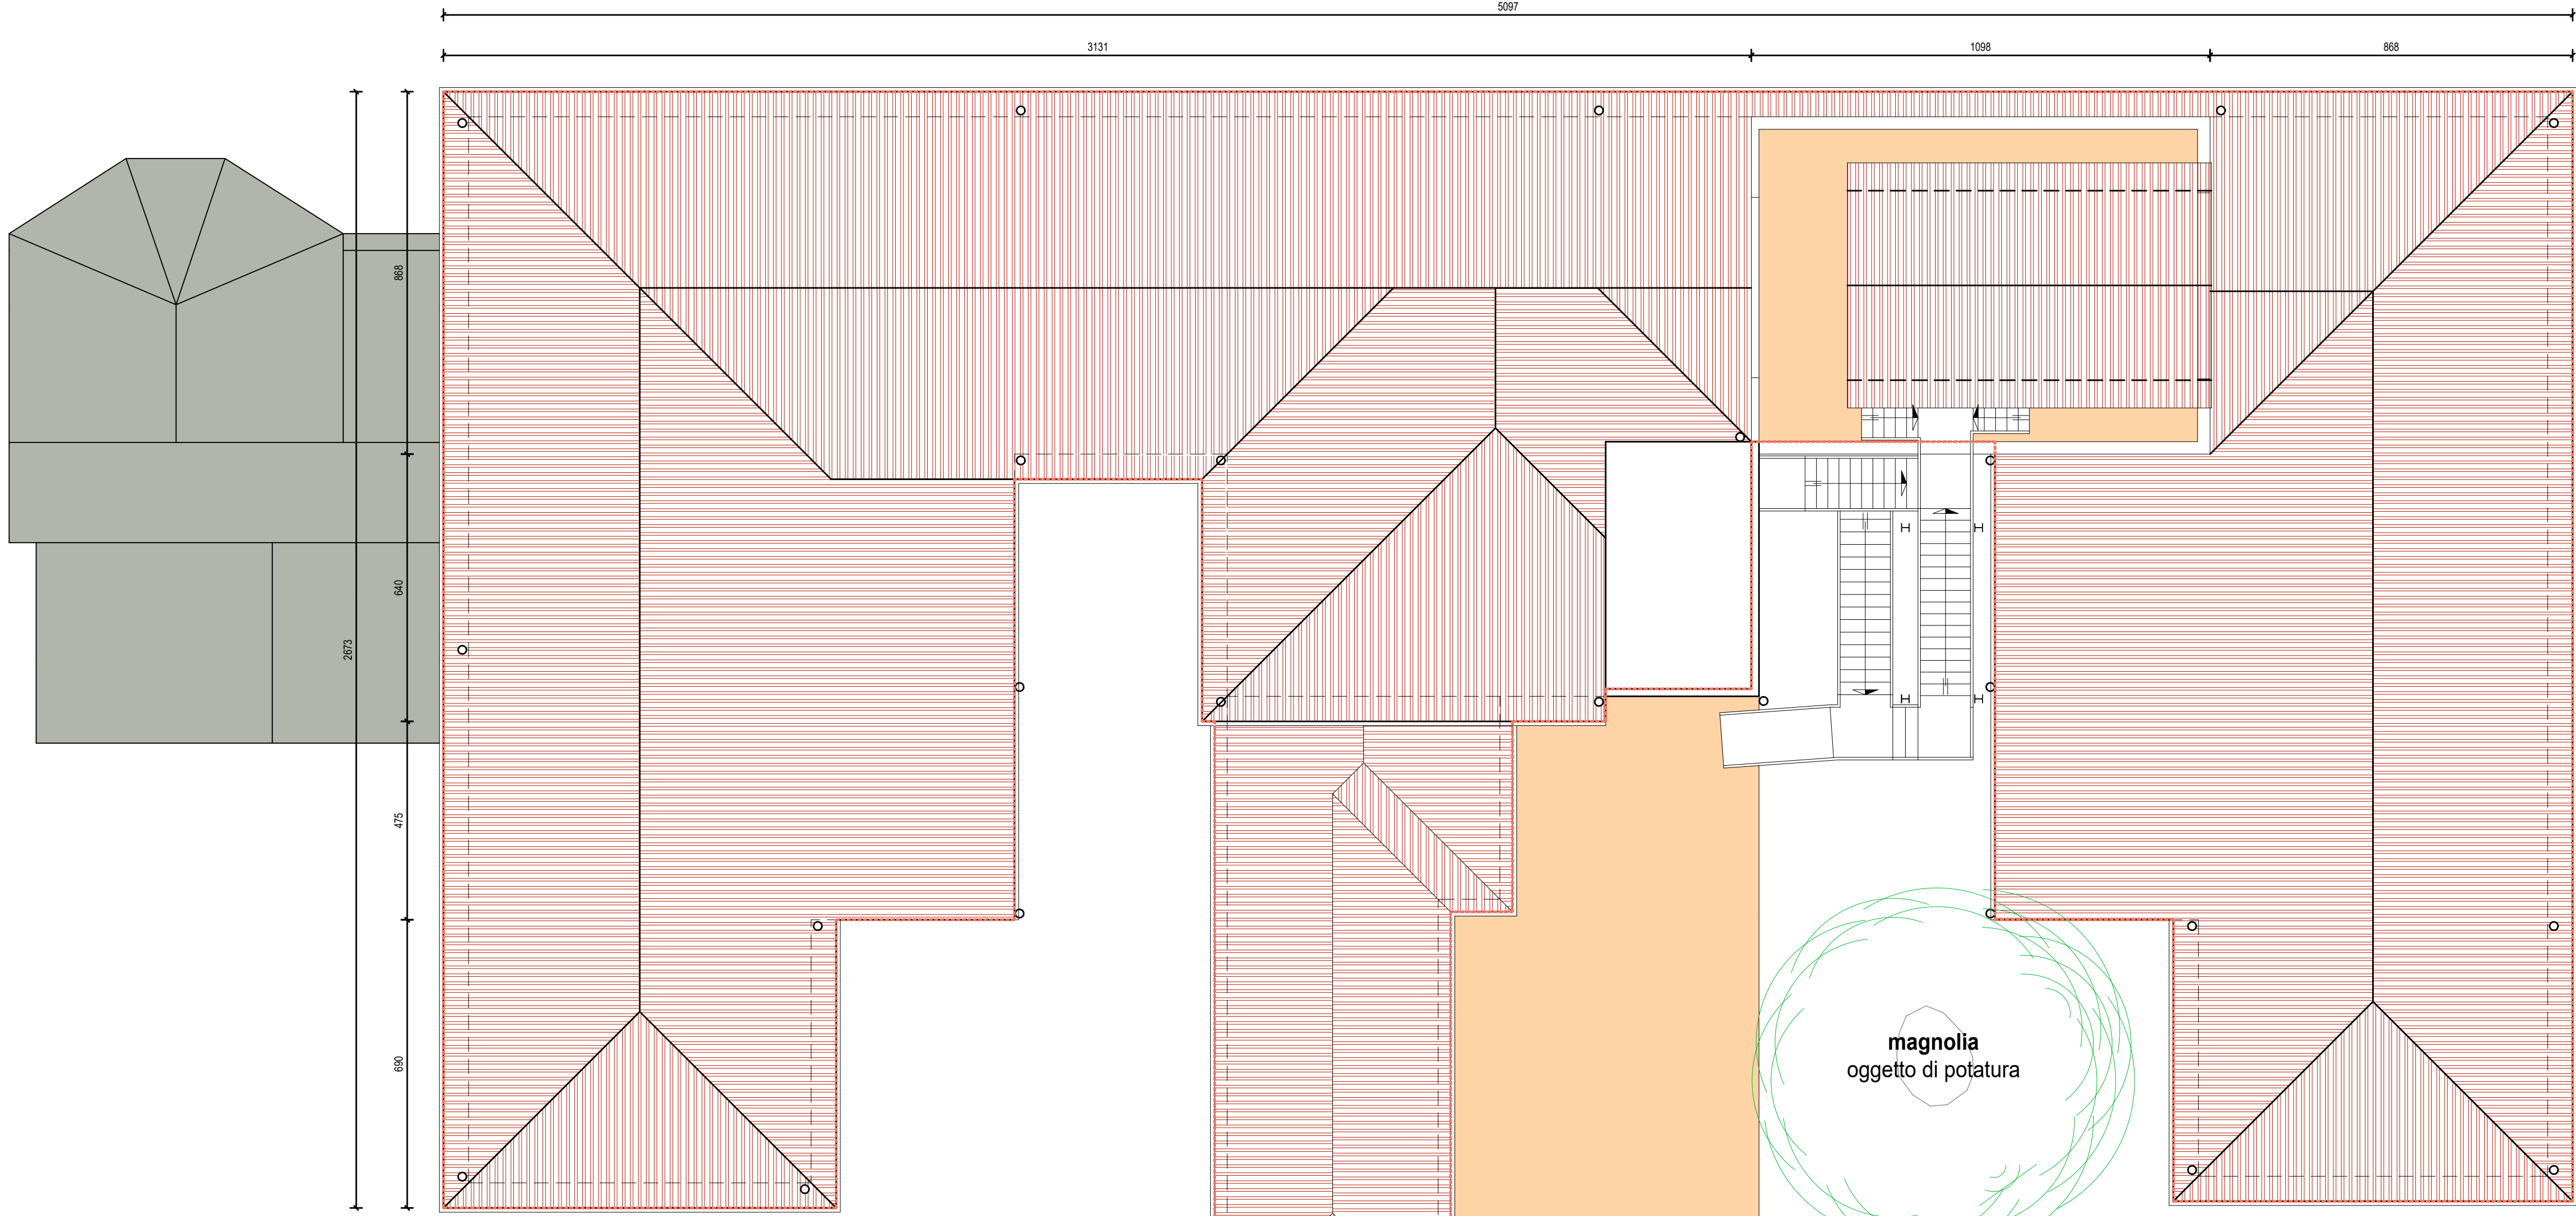 5097
3131
1098
868
868
640
2673
475
690
H
H
H
H
magnolia
oggetto di potatura